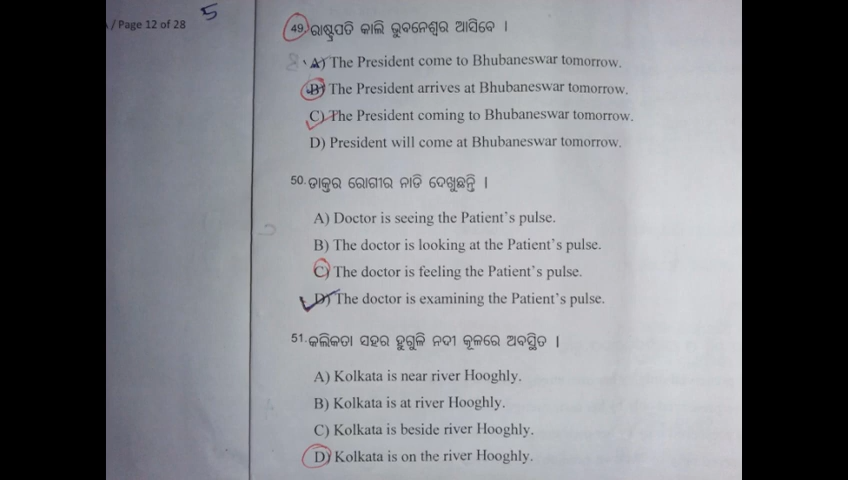 / Page 12 of 28
5
49. ରାଷ୍ଟ୍ରପତି କାଲି ଭୁବନେଶ୍ୱର ଆସିବେ ।
A) The President come to Bhubaneswar tomorrow.
B) The President arrives at Bhubaneswar tomorrow.
C) The President coming to Bhubaneswar tomorrow.
D) President will come at Bhubaneswar tomorrow.
50. ଡାକ୍ତର ରୋଗୀର ନାଡି ଦେଖୁଛନ୍ତି ।
A) Doctor is seeing the Patient's pulse.
B) The doctor is looking at the Patient's pulse.
C) The doctor is feeling the Patient's pulse.
D) The doctor is examining the Patient's pulse.
51. କଲିକତା ସହର ହୁଗୁଳି ନଦୀ କୂଳରେ ଅବସ୍ଥିତ ।
A) Kolkata is near river Hooghly.
B) Kolkata is at river Hooghly.
C) Kolkata is beside river Hooghly.
D) Kolkata is on the river Hooghly.